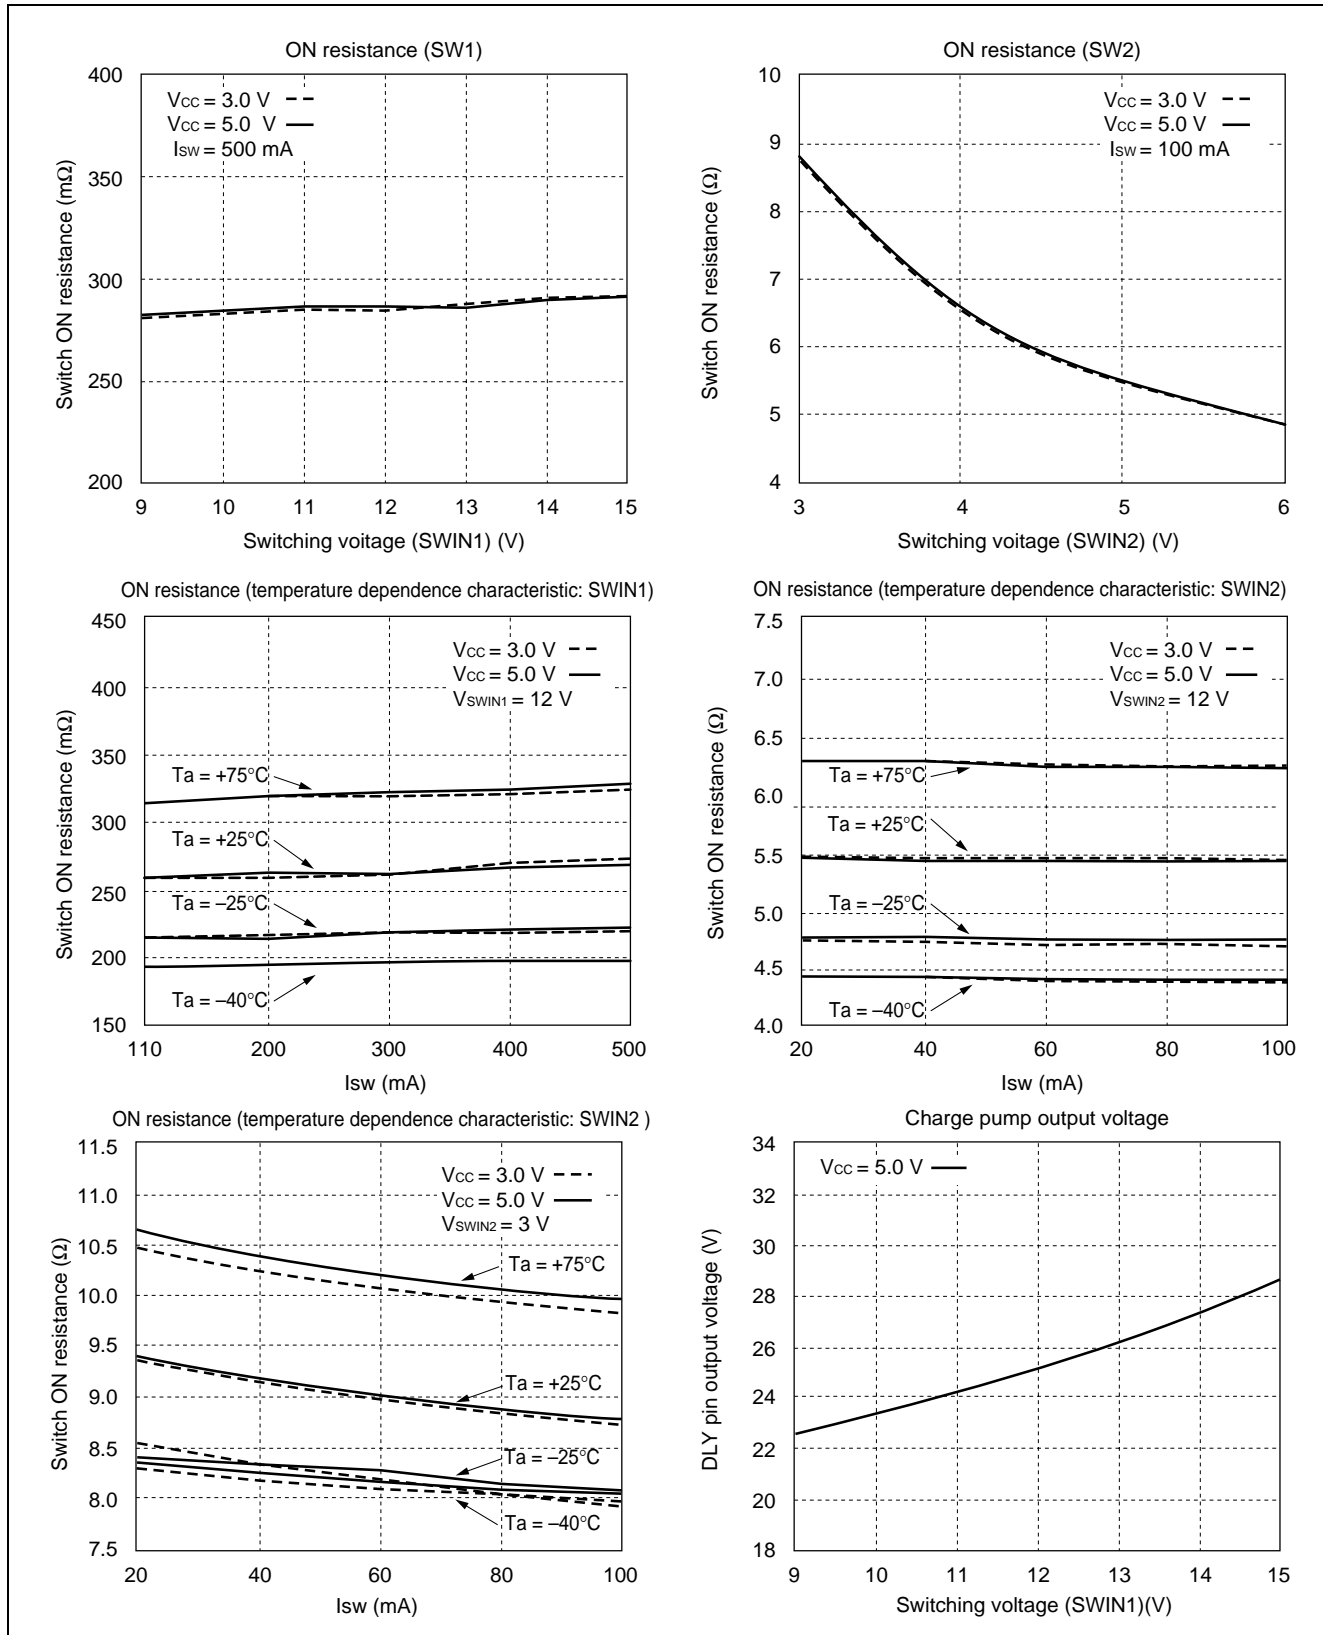 ON resistance (SW1)
400
350
300
250
200
Switch ON resistance (mΩ)
VCC = 3.0 V
VCC = 5.0 V
ISW = 500 mA
9 10 11 12 13 14 15
Switching voitage (SWIN1) (V)
ON resistance (SW2)
10
9
8
7
6
5
4
Switch ON resistance (Ω)
VCC = 3.0 V
VCC = 5.0 V
ISW = 100 mA
3 4 5 6
Switching voitage (SWIN2) (V)
ON resistance (temperature dependence characteristic: SWIN1)
450
400
350
300
250
200
150
Switch ON resistance (mΩ)
VCC = 3.0 V
VCC = 5.0 V
VSWIN1 = 12 V
Ta = +75°C
Ta = +25°C
Ta = –25°C
Ta = –40°C
110 200 300 400 500
Isw (mA)
ON resistance (temperature dependence characteristic: SWIN2)
7.5
7.0
6.5
6.0
5.5
5.0
4.5
4.0
Switch ON resistance (Ω)
VCC = 3.0 V
VCC = 5.0 V
VSWIN2 = 12 V
Ta = +75°C
Ta = +25°C
Ta = –25°C
Ta = –40°C
20 40 60 80 100
Isw (mA)
ON resistance (temperature dependence characteristic: SWIN2 )
11.5
11.0
10.5
10.0
9.5
9.0
8.5
8.0
7.5
Switch ON resistance (Ω)
VCC = 3.0 V
VCC = 5.0 V
VSWIN2 = 3 V
Ta = +75°C
Ta = +25°C
Ta = –25°C
Ta = –40°C
20 40 60 80 100
Isw (mA)
Charge pump output voltage
34
32
30
28
26
24
22
20
18
DLY pin output voltage (V)
VCC = 5.0 V
9 10 11 12 13 14 15
Switching voltage (SWIN1)(V)